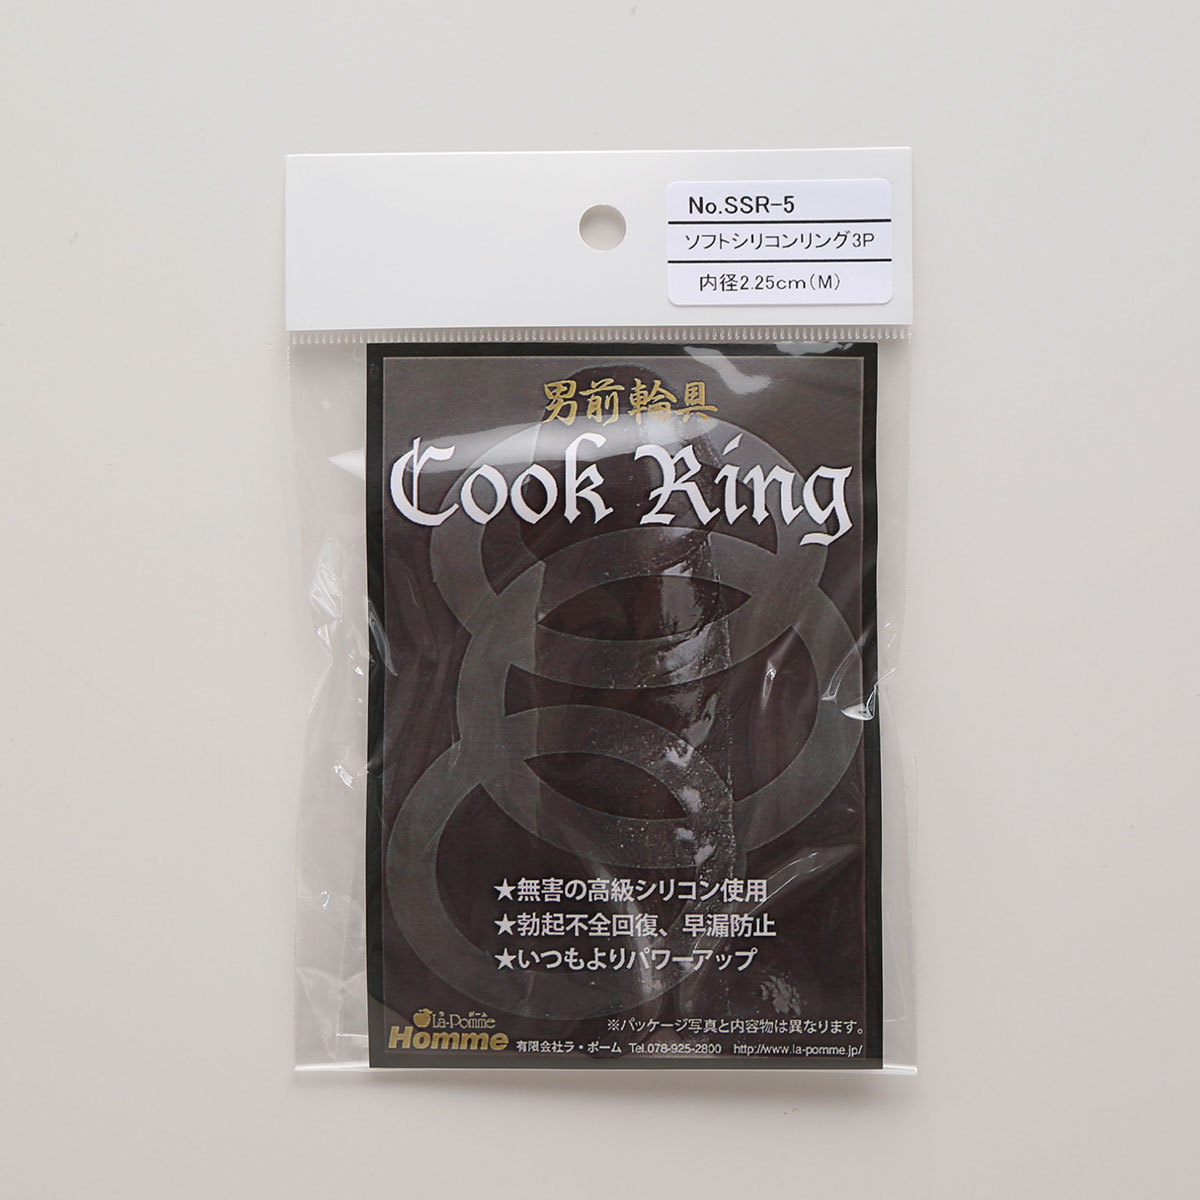 No.SSR-5
ソフトシリコンリング3P
内径2.25cm(M)
男前輪具
Cook Ring
★無害の高級シリコン使用
★勃起不全回復、早漏防止
★いつもよりパワーアップ
※パッケージ写真と内容物は異なります。
ラ ポーム
La-Pomme
Homme
有限会社ラ・ポーム Tel.078-925-2800 http://www.la-pomme.jp/